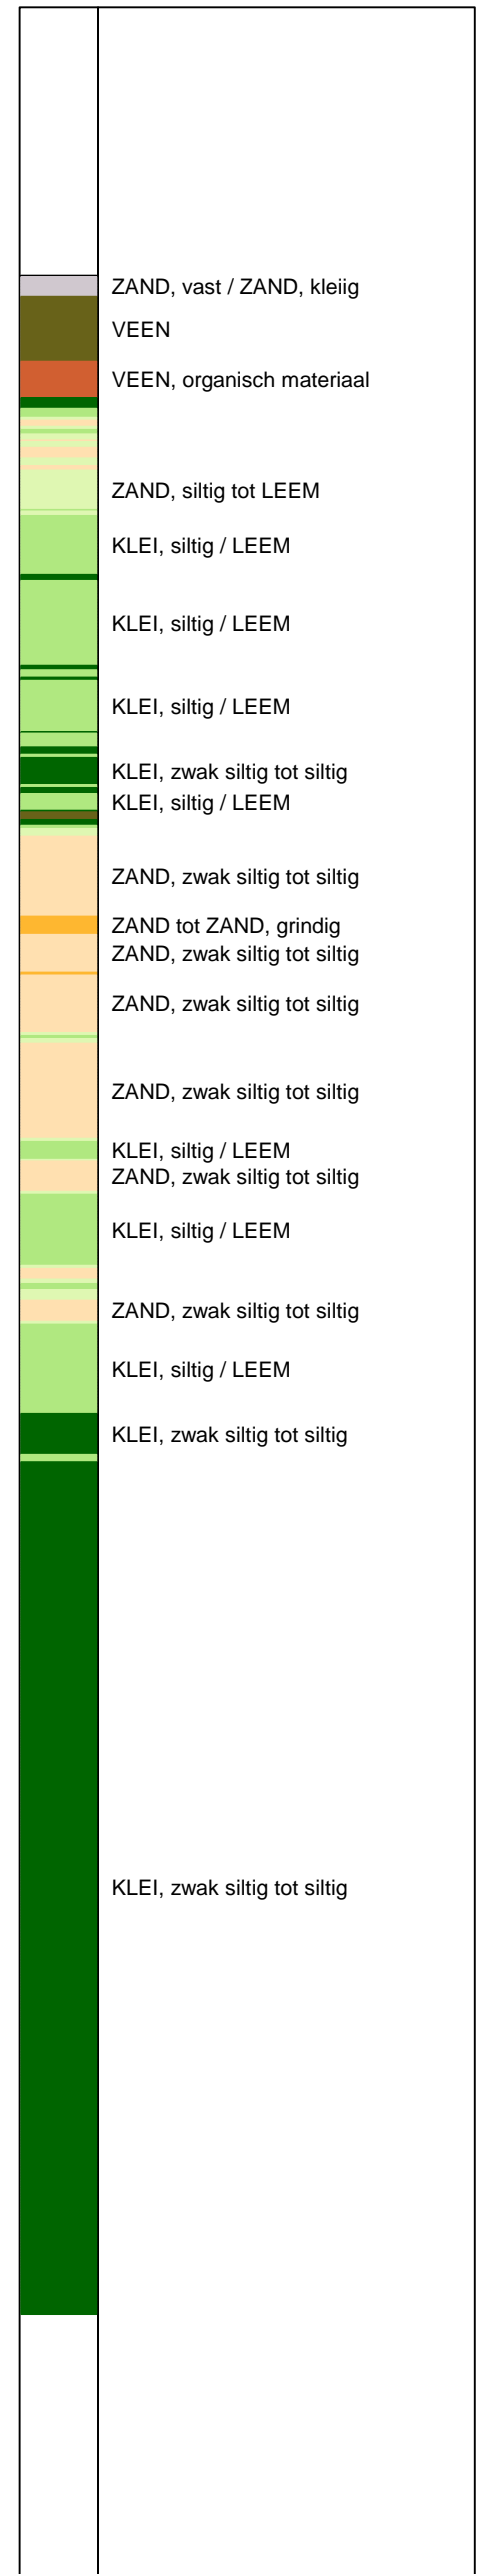 ZAND, vast / ZAND, kleiig
VEEN
VEEN, organisch materiaal
ZAND, siltig tot LEEM
KLEI, siltig / LEEM
KLEI, siltig / LEEM
KLEI, siltig / LEEM
KLEI, zwak siltig tot siltig
KLEI, siltig / LEEM
ZAND, zwak siltig tot siltig
ZAND tot ZAND, grindig
ZAND, zwak siltig tot siltig
ZAND, zwak siltig tot siltig
ZAND, zwak siltig tot siltig
KLEI, siltig / LEEM
ZAND, zwak siltig tot siltig
KLEI, siltig / LEEM
ZAND, zwak siltig tot siltig
KLEI, siltig / LEEM
KLEI, zwak siltig tot siltig
KLEI, zwak siltig tot siltig